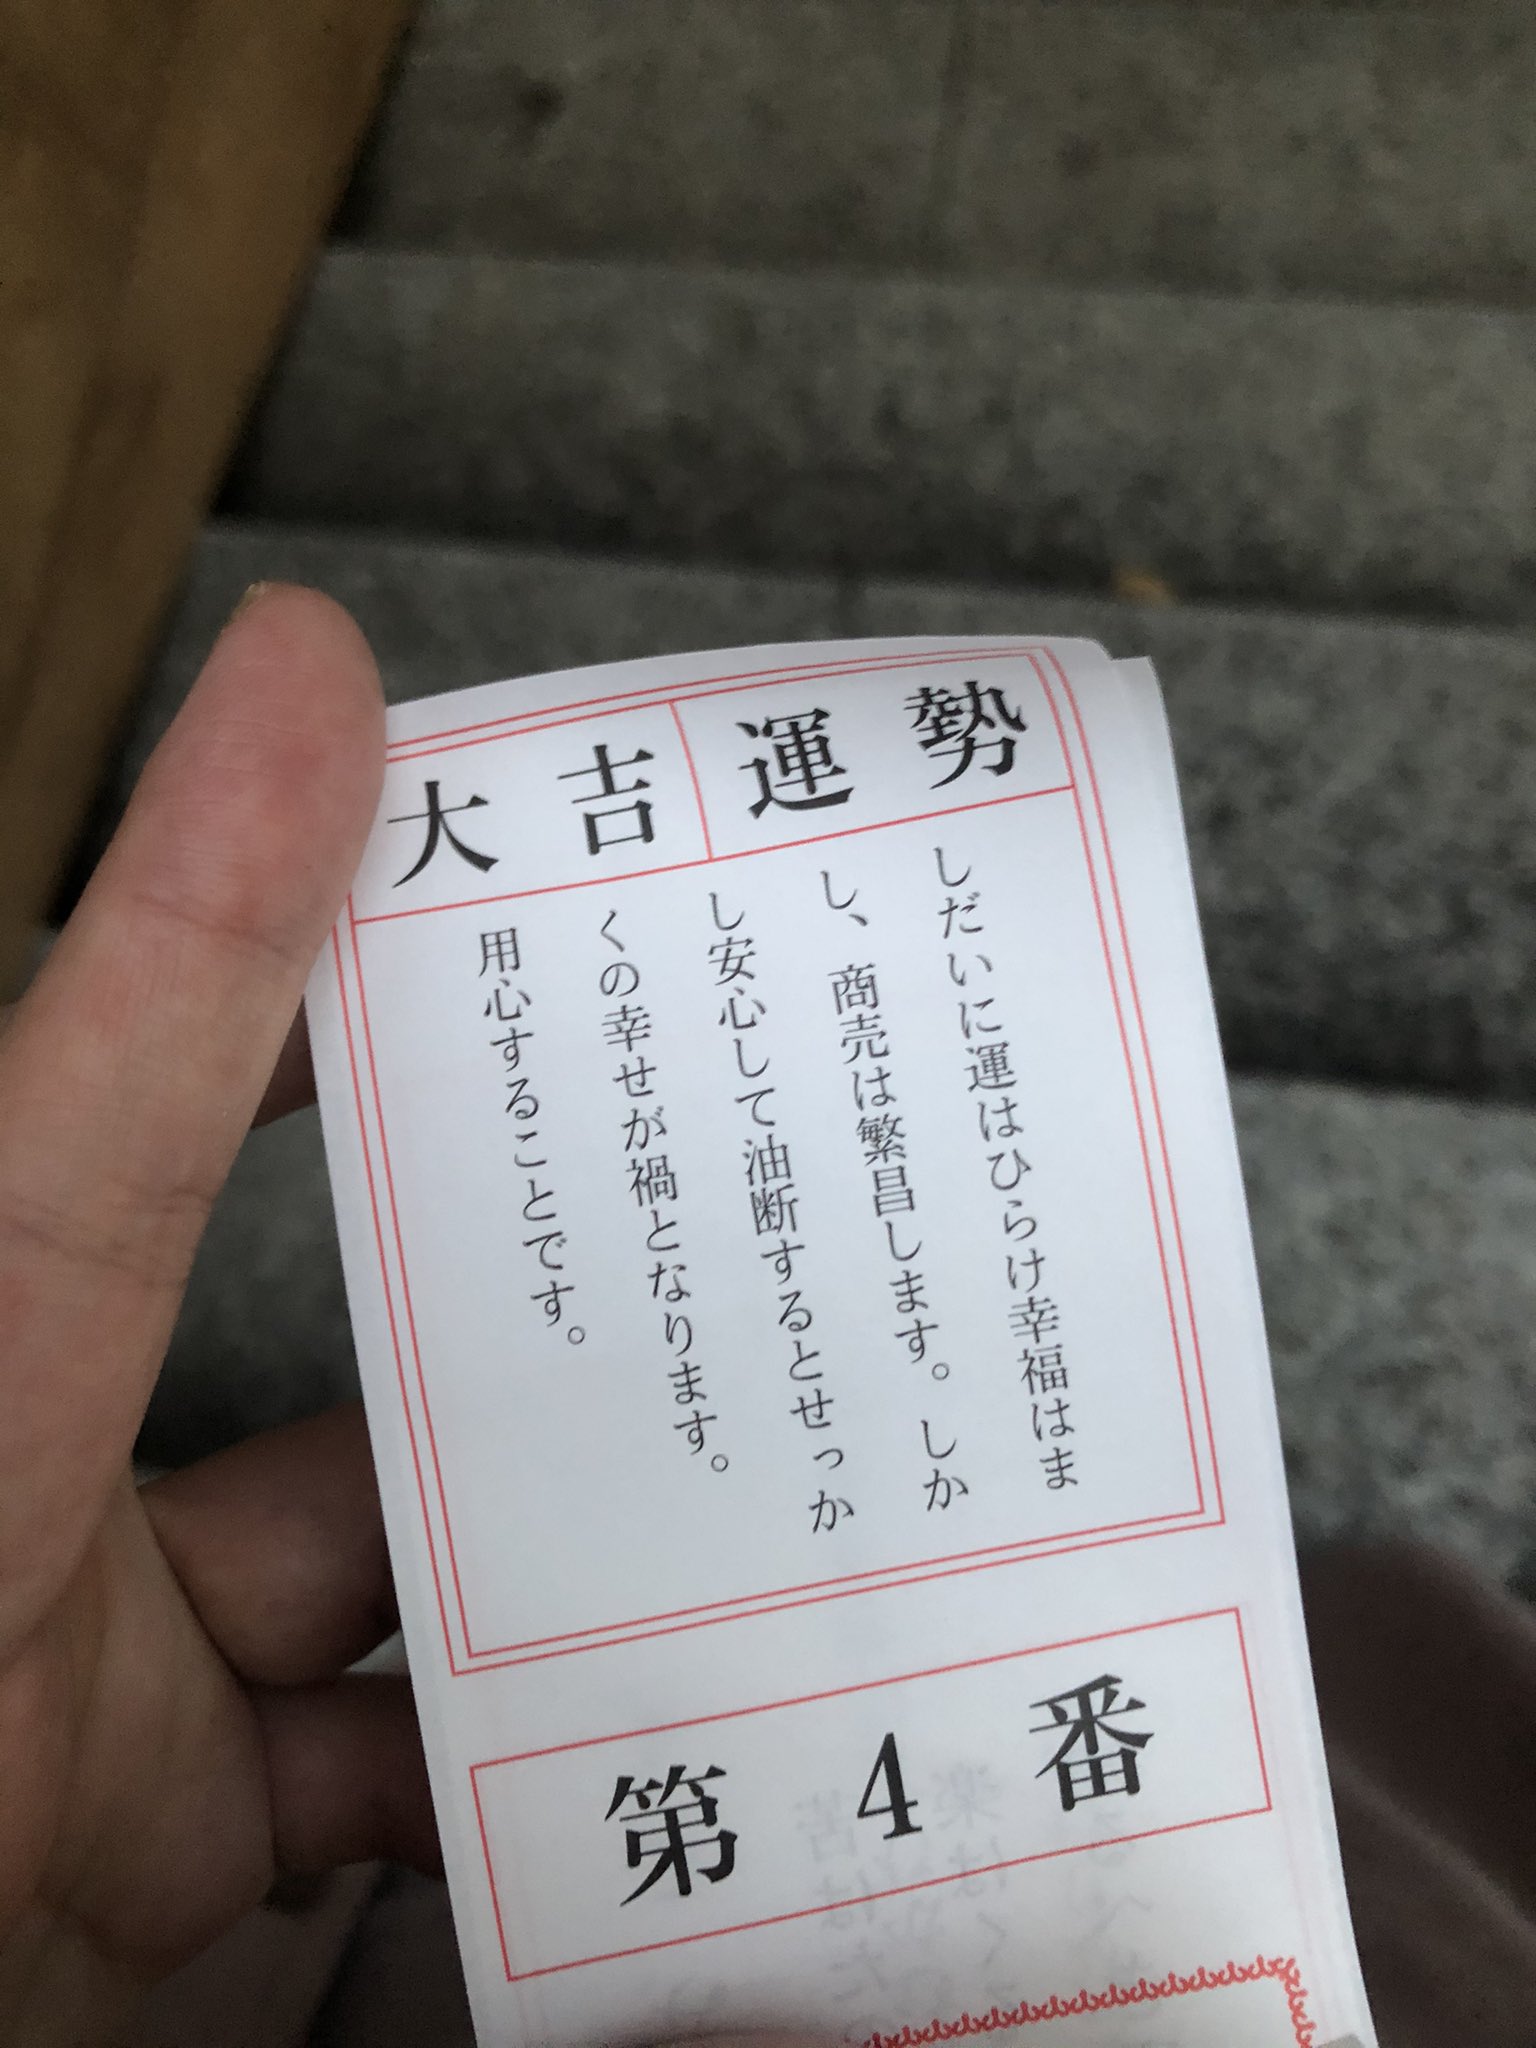 大吉運勢
しだいに運はひらけ幸福はま
し、商売は繁昌します。しか
し安心して油断するとせっか
くの幸せが禍となります。
用心することです。
第4番